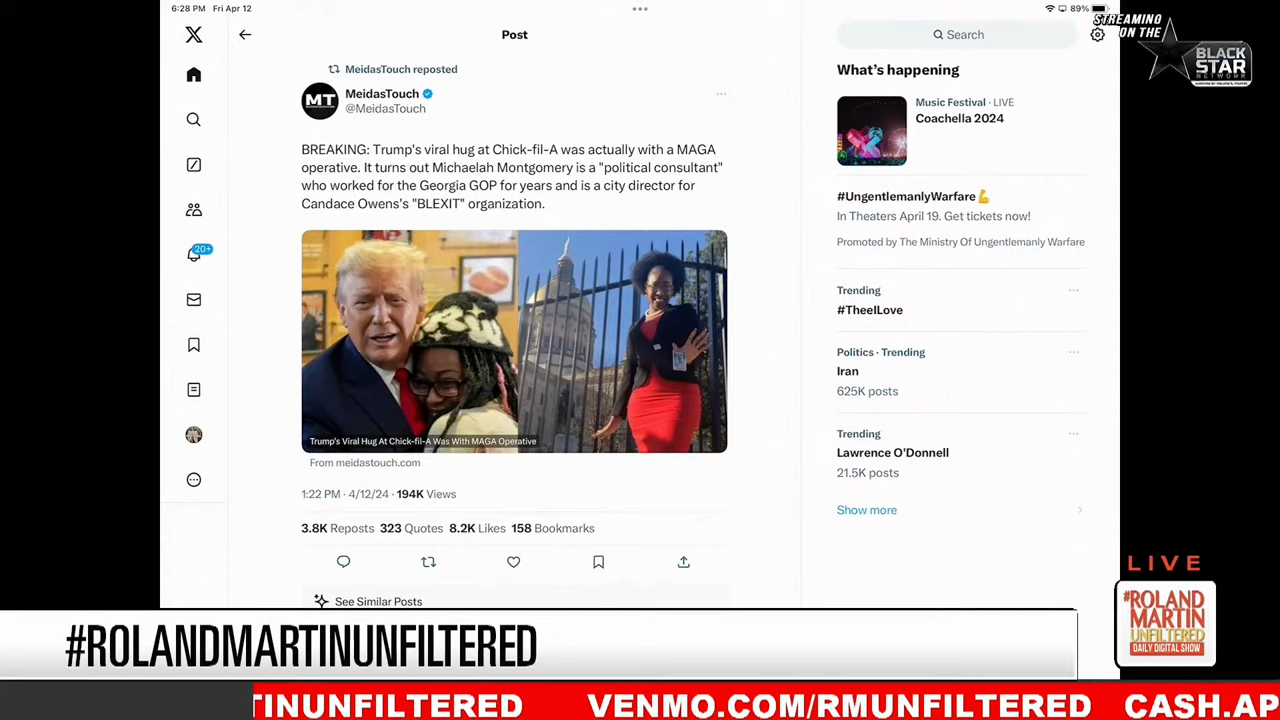 6:28 PM Fri Apr 12
89%
STREAMING
ON THE
BLACK
STAR
NETWORK
Post
Search
MeidasTouch reposted
MT
MeidasTouch
@MeidasTouch
BREAKING: Trump's viral hug at Chick-fil-A was actually with a MAGA
operative. It turns out Michaelah Montgomery is a "political consultant"
who worked for the Georgia GOP for years and is a city director for
Candace Owens's "BLEXIT" organization.
Trump's Viral Hug At Chick-fil-A Was With MAGA Operative
From meidastouch.com
1:22 PM · 4/12/24 · 194K Views
3.8K Reposts 323 Quotes 8.2K Likes 158 Bookmarks
See Similar Posts
20+
What's happening
Music Festival · LIVE
Coachella 2024
#UngentlemanlyWarfare💪
In Theaters April 19. Get tickets now!
Promoted by The Ministry Of Ungentlemanly Warfare
Trending
#TheeILove
Politics · Trending
Iran
625K posts
Trending
Lawrence O'Donnell
21.5K posts
Show more
LIVE
#ROLAND
MARTIN
UNFILTERED
DAILY DIGITAL SHOW
#ROLANDMARTINUNFILTERED
TINUNFILTERED VENMO.COM/RMUNFILTERED CASH.AP